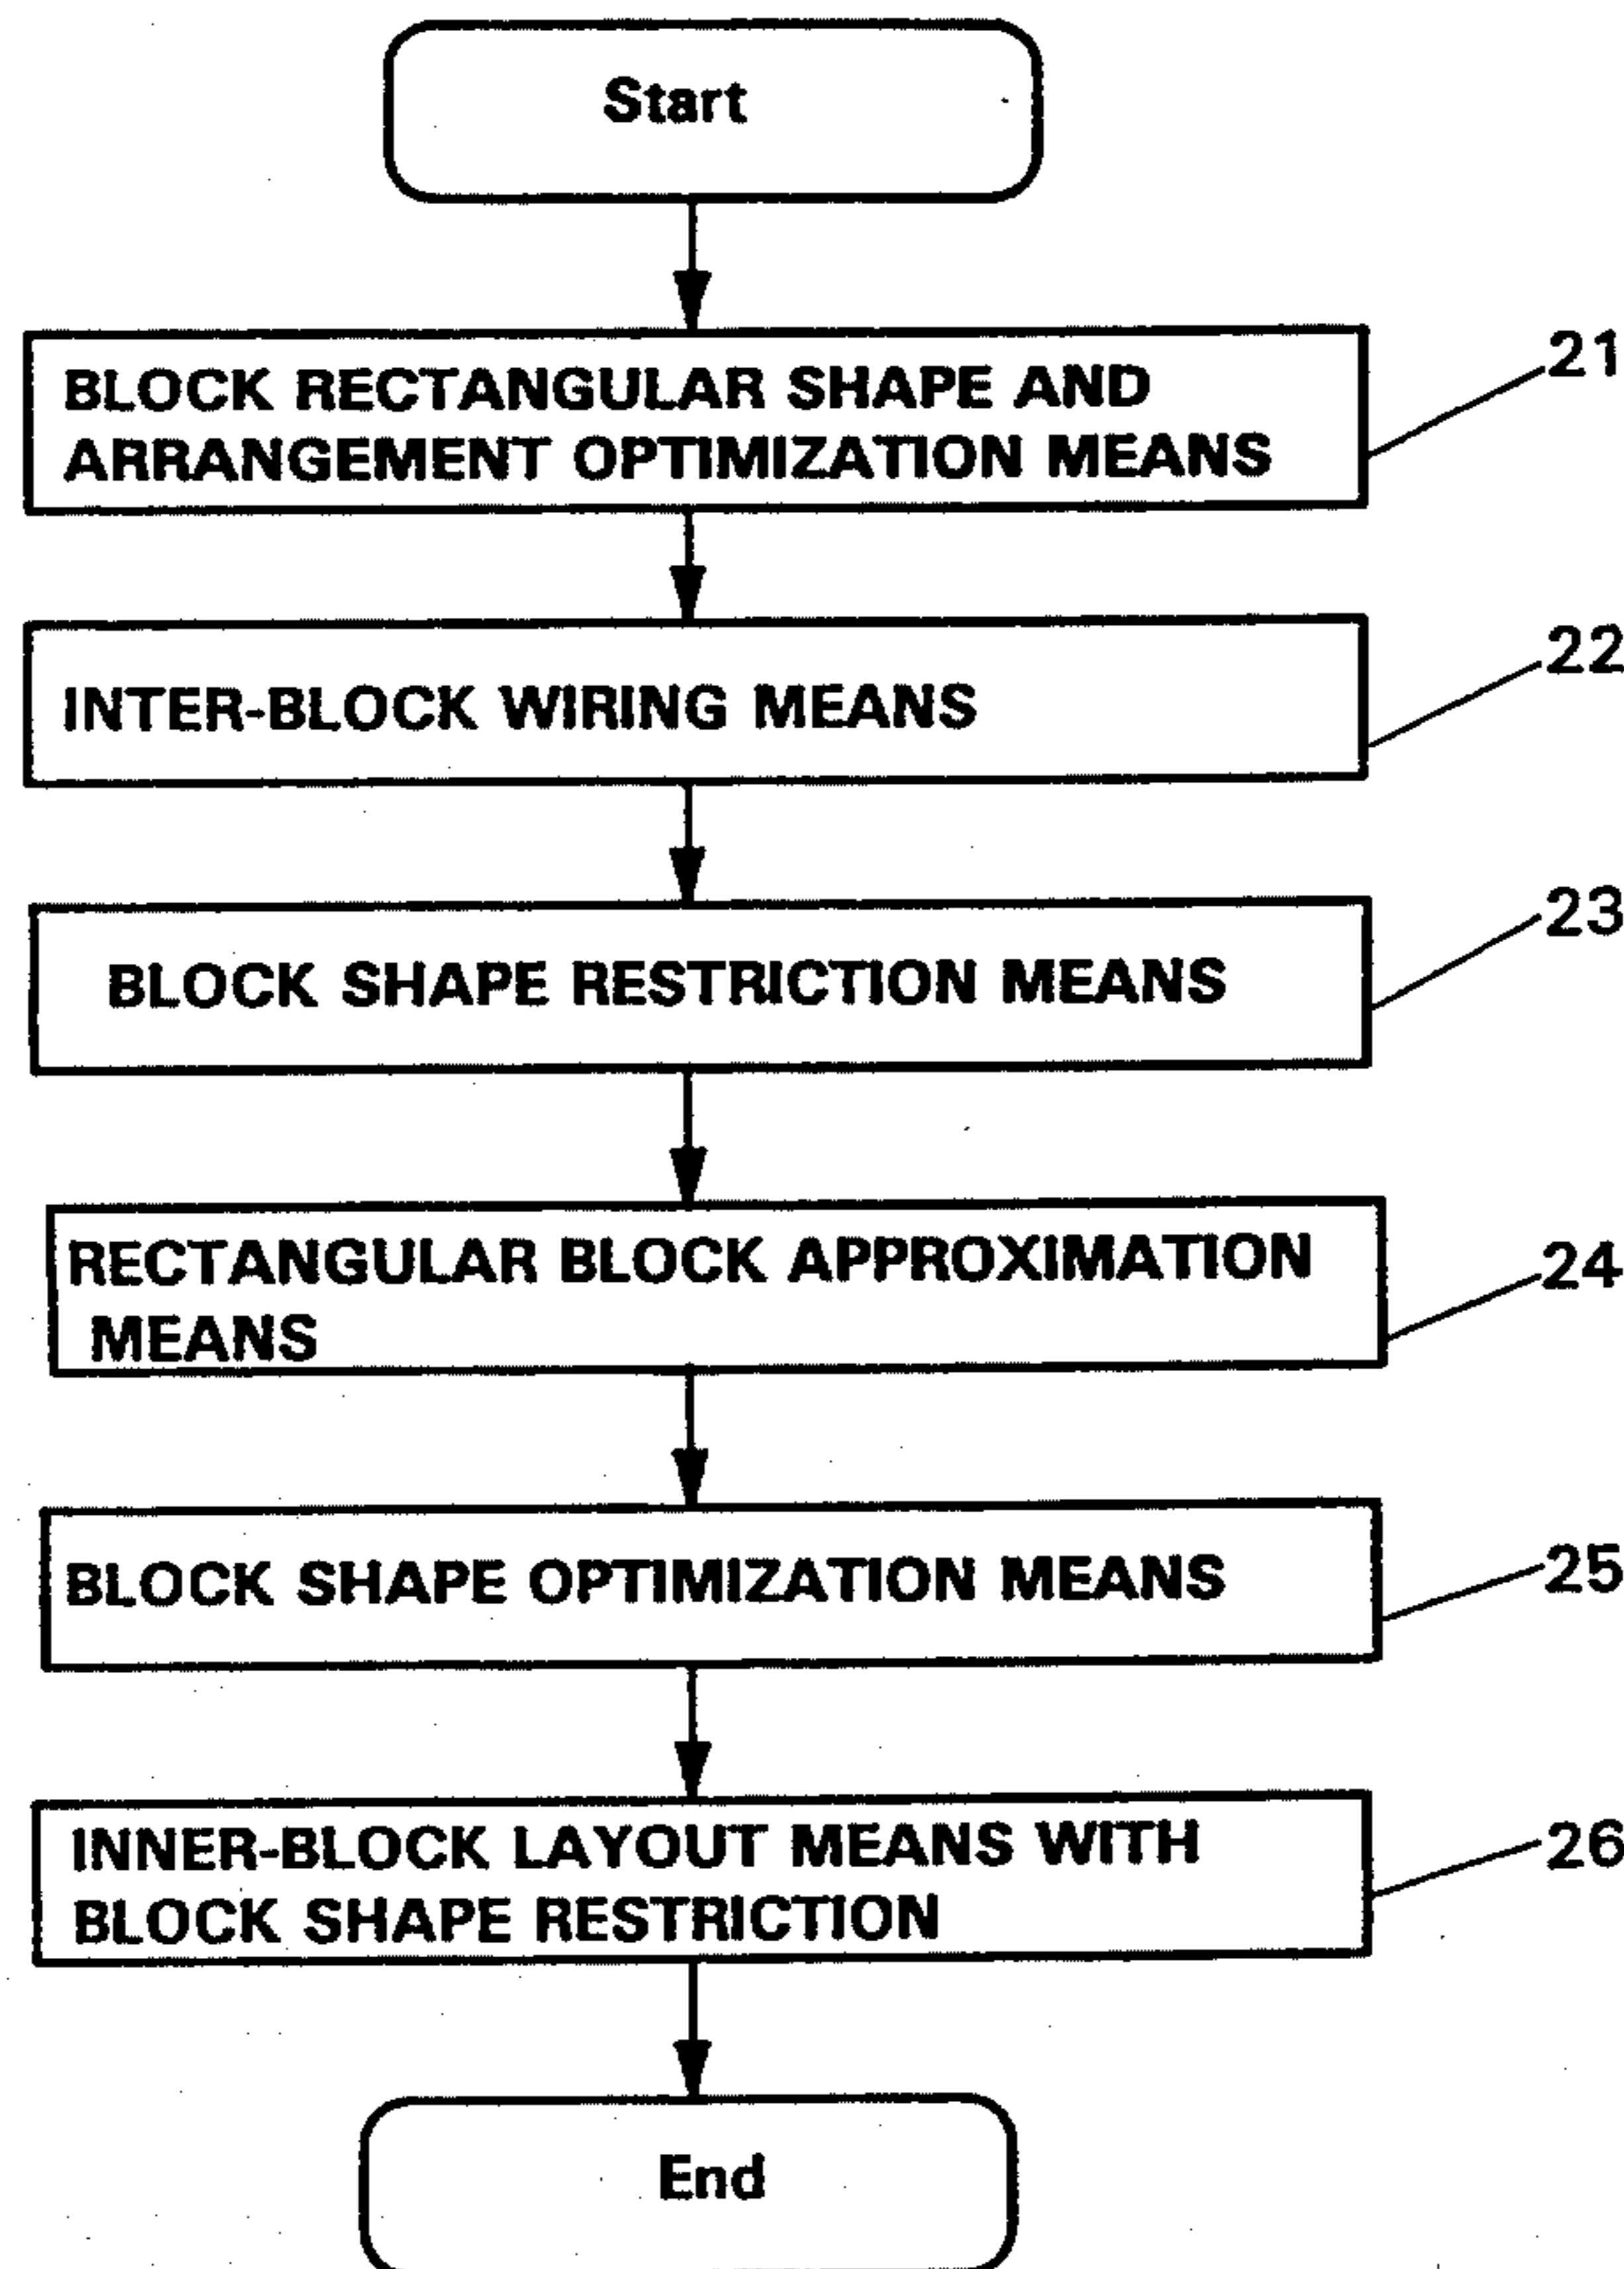 Start
BLOCK RECTANGULAR SHAPE AND
ARRANGEMENT OPTIMIZATION MEANS
21
INTER-BLOCK WIRING MEANS
22
BLOCK SHAPE RESTRICTION MEANS
23
RECTANGULAR BLOCK APPROXIMATION
MEANS
24
BLOCK SHAPE OPTIMIZATION MEANS
25
INNER-BLOCK LAYOUT MEANS WITH
BLOCK SHAPE RESTRICTION
26
End